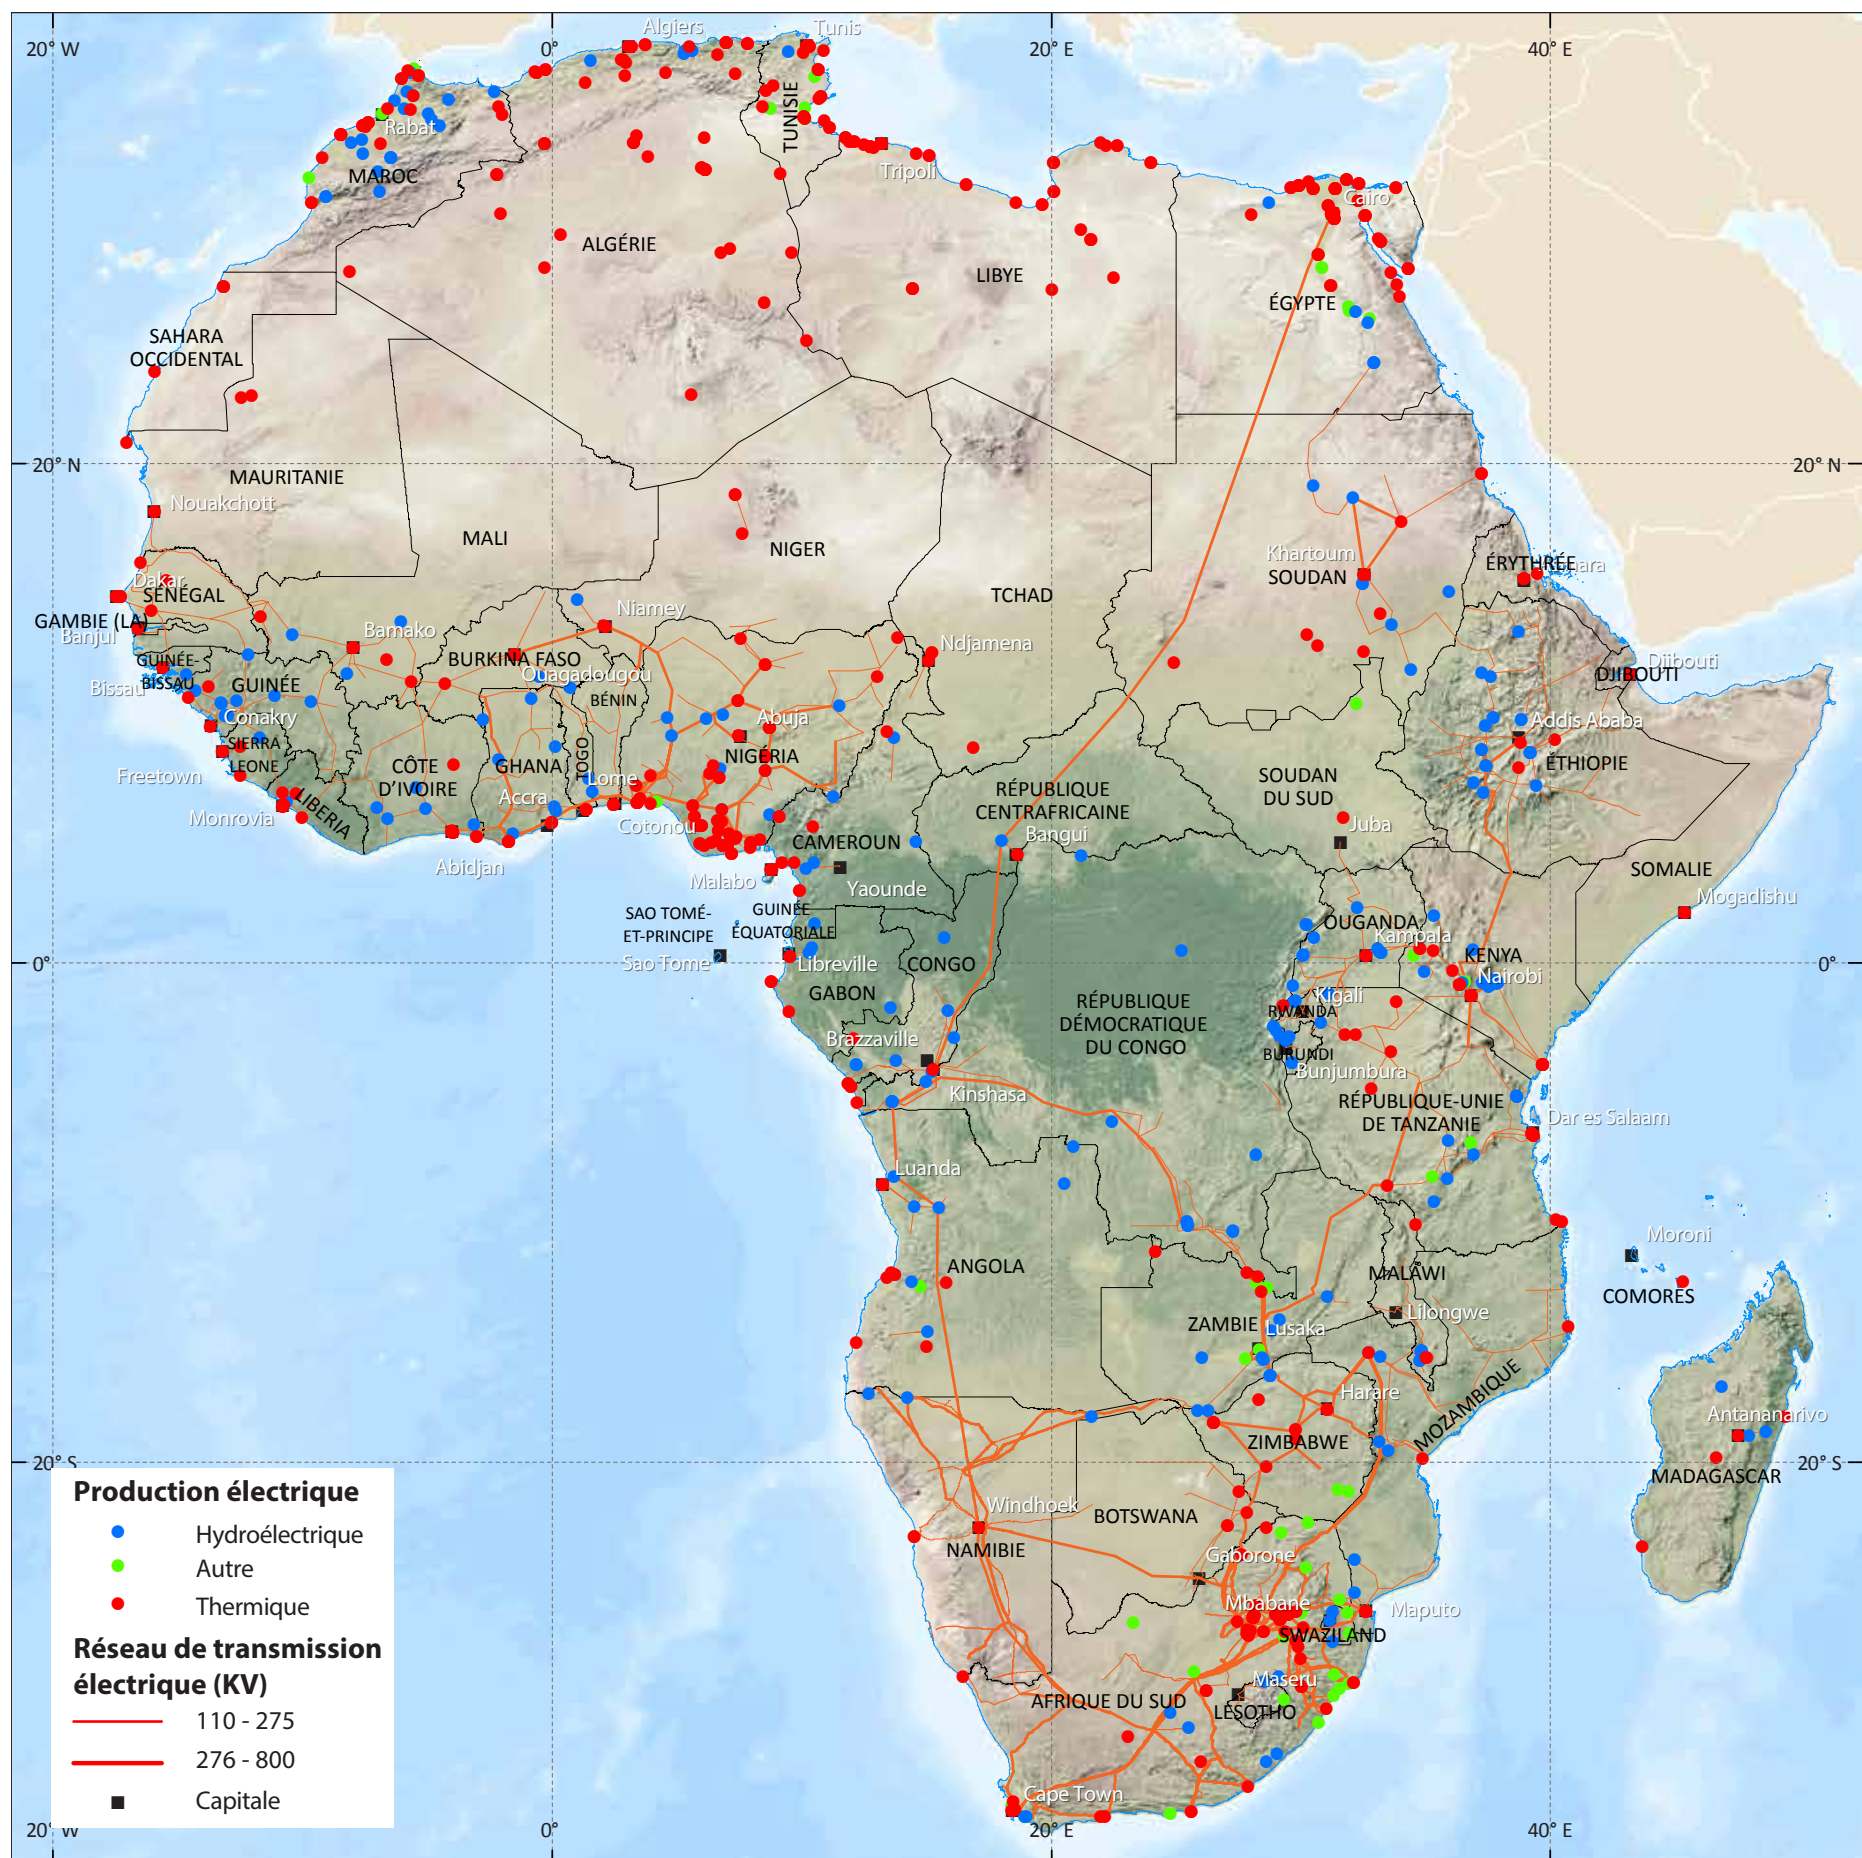 20° W
0°
20° E
40° E
Algiers
Tunis
TUNISIE
Rabat
MAROC
Tripoli
Cairo
ALGÉRIE
LIBYE
ÉGYPTE
SAHARA
OCCIDENTAL
20° N
20° N
MAURITANIE
Nouakchott
MALI
NIGER
Khartoum
SOUDAN
ÉRYTHRÉE
Dakar
SÉNÉGAL
TCHAD
GAMBIE (LA)
Banjul
Niamey
Bamako
Ndjamena
GUINÉE-
BISSAU
Bissau
GUINÉE
BURKINA FASO
Ouagadougou
BÉNIN
Djibouti
DJIBOUTI
Conakry
Abuja
Addis Ababa
SIERRA
LEONE
Freetown
CÔTE
D'IVOIRE
GHANA
TOGO
NIGÉRIA
ÉTHIOPIE
Lome
Accra
SOUDAN
DU SUD
RÉPUBLIQUE
CENTRAFRICAINE
LIBERIA
Monrovia
Cotonou
Bangui
Juba
Abidjan
CAMEROUN
Malabo
Yaounde
SOMALIE
Mogadishu
SAO TOMÉ-
ET-PRINCIPE
GUINÉE
ÉQUATORIALE
OUGANDA
Kampala
0°
Sao Tome
Libreville
CONGO
KENYA
Nairobi
0°
GABON
RÉPUBLIQUE
DÉMOCRATIQUE
DU CONGO
Kigali
RWANDA
Brazzaville
BURUNDI
Bunjumbura
Kinshasa
RÉPUBLIQUE-UNIE
DE TANZANIE
Dar es Salaam
Luanda
Moroni
ANGOLA
MALAWI
COMORES
Lilongwe
ZAMBIE
Lusaka
Harare
MOZAMBIQUE
Antananarivo
ZIMBABWE
20° S
20° S
MADAGASCAR
Windhoek
BOTSWANA
NAMIBIE
Gaborone
Mbabane
Maputo
SWAZILAND
Maseru
AFRIQUE DU SUD
LESOTHO
Cape Town
Production électrique
Hydroélectrique
Autre
Thermique
Réseau de transmission
électrique (KV)
110 - 275
276 - 800
Capitale
20° W
0°
20° E
40° E